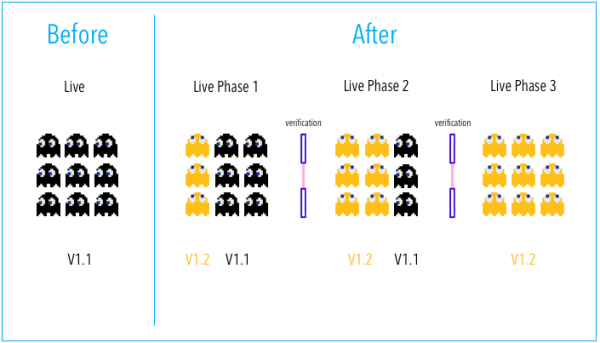 Before
After
Live
Live Phase 1
Live Phase 2
Live Phase 3
verification
verification
V1.1
V1.2 V1.1
V1.2 V1.1
V1.2